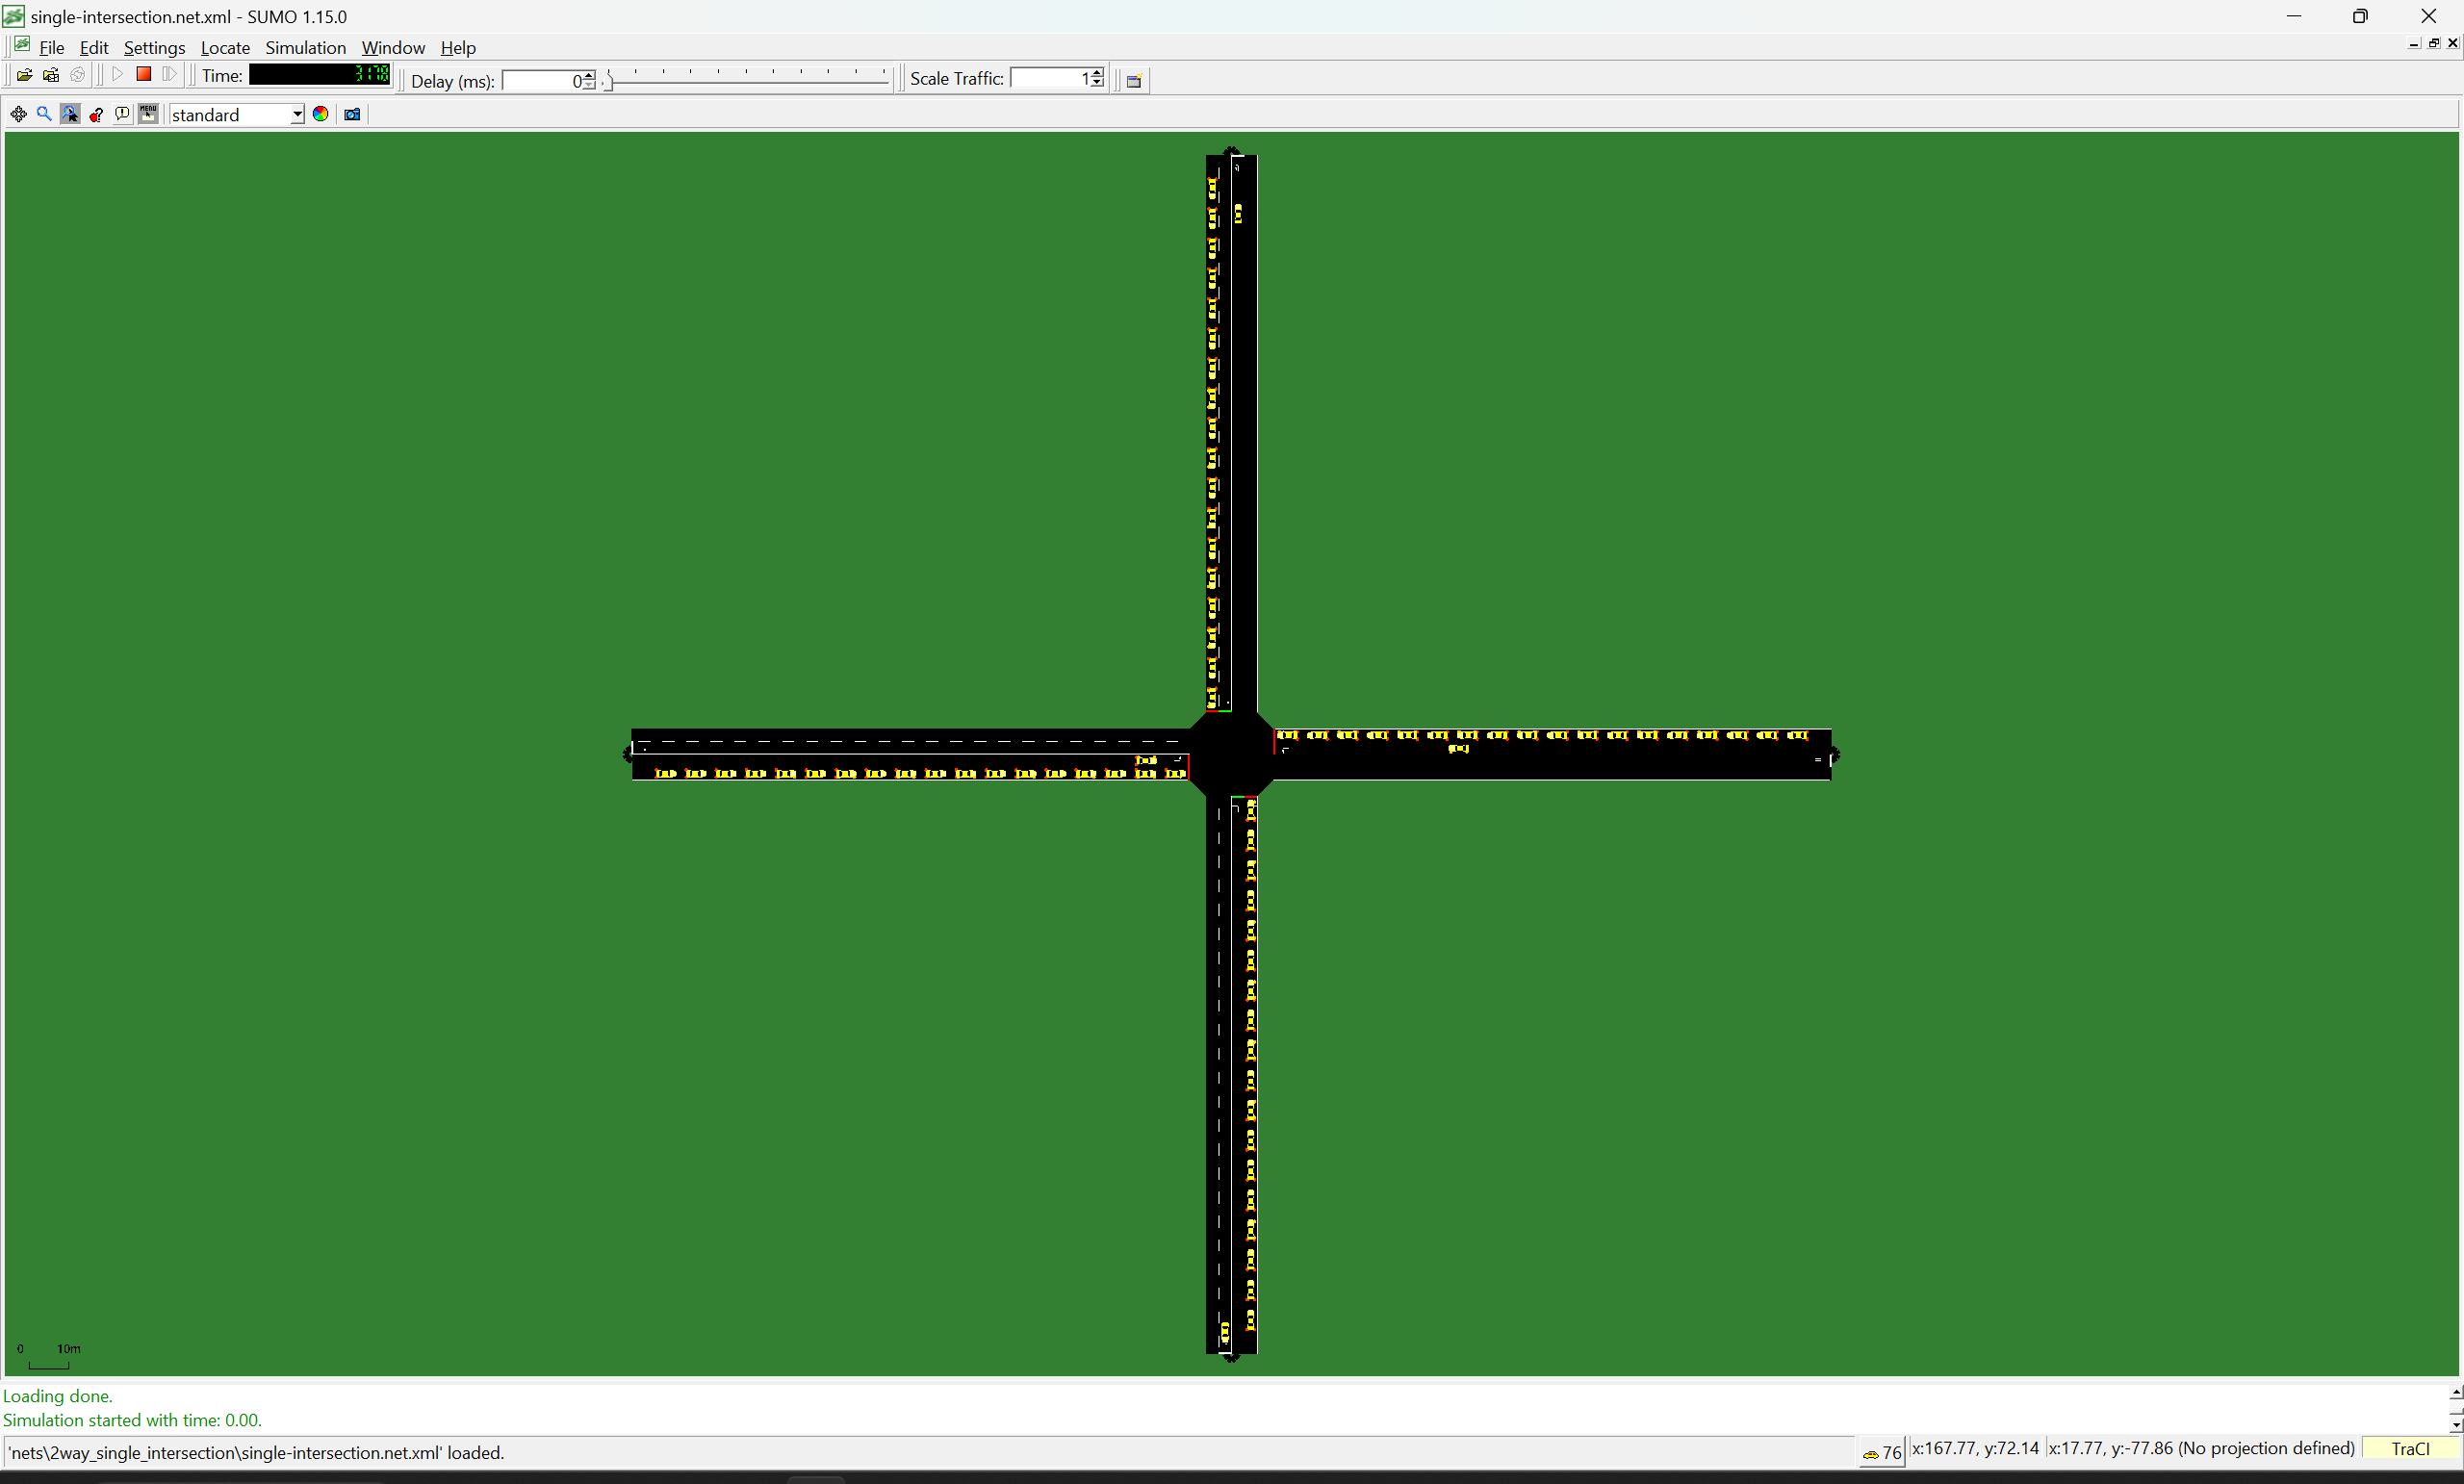 single-intersection.net.xml - SUMO 1.15.0
File Edit Settings Locate Simulation Window Help
Time: 3178 Delay (ms): 0 Scale Traffic: 1
MENU standard
0 10m
Loading done.
Simulation started with time: 0.00.
'nets\2way_single_intersection\single-intersection.net.xml' loaded. 76 x:167.77, y:72.14 x:17.77, y:-77.86 (No projection defined) TraCI